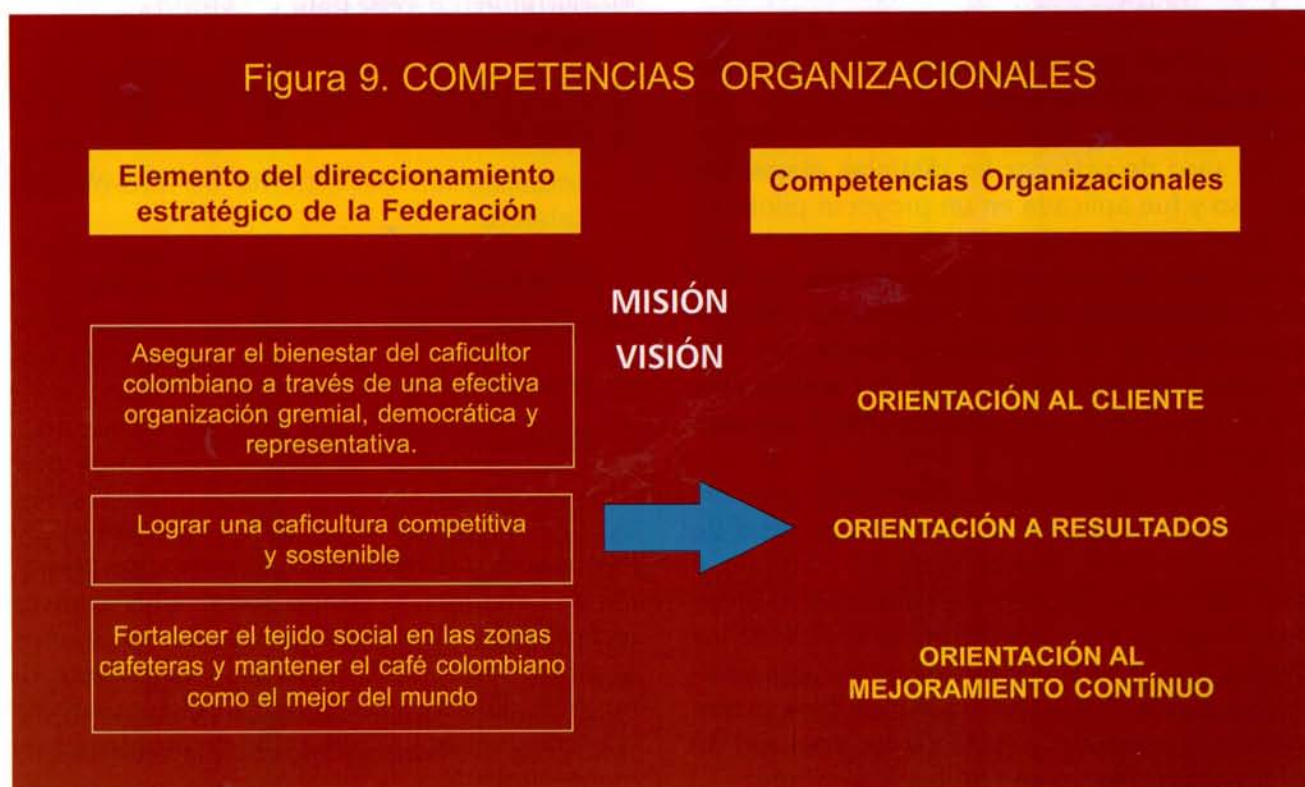 Figura 9. COMPETENCIAS ORGANIZACIONALES
Elemento del direccionamiento
estratégico de la Federación
Competencias Organizacionales
MISIÓN
VISIÓN
Asegurar el bienestar del caficultor
colombiano a través de una efectiva
organización gremial, democrática y
representativa.
ORIENTACIÓN AL CLIENTE
Lograr una caficultura competitiva
y sostenible
ORIENTACIÓN A RESULTADOS
Fortalecer el tejido social en las zonas
cafeteras y mantener el café colombiano
como el mejor del mundo
ORIENTACIÓN AL
MEJORAMIENTO CONTÍNUO